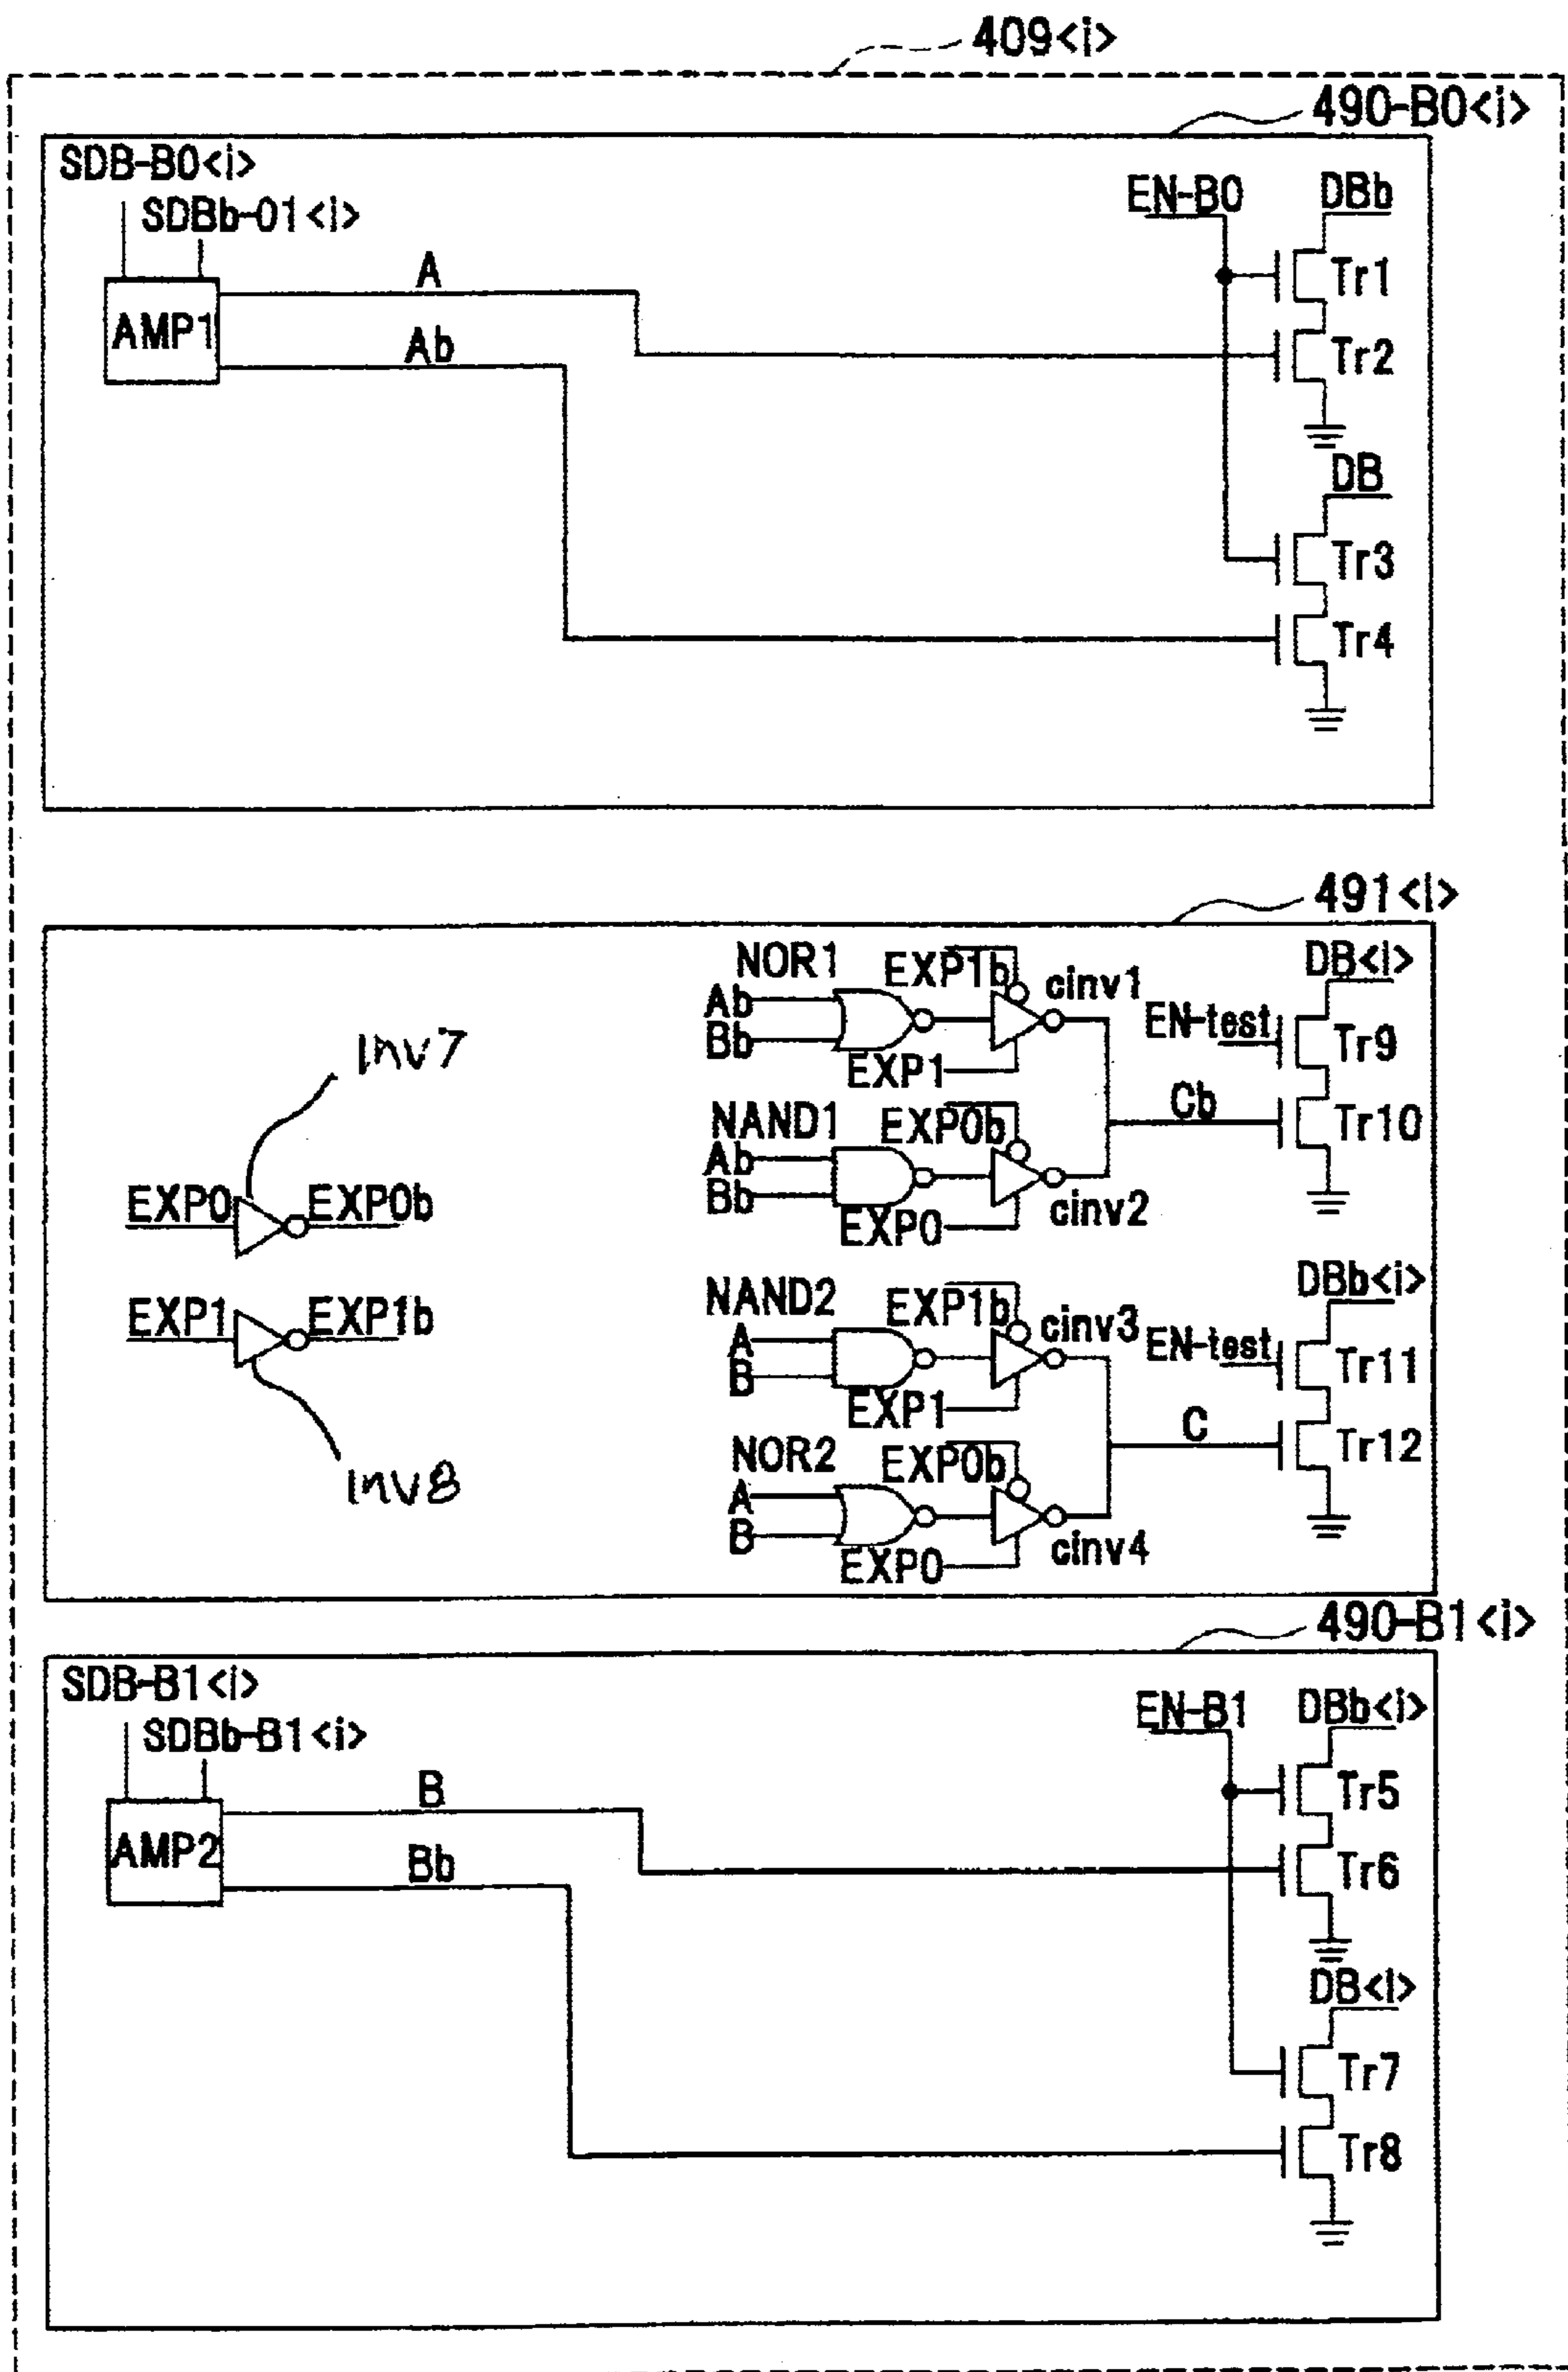 409<i>
490-B0<i>
SDB-B0<i>
SDBb-01<i>
AMP1
A
Ab
EN-B0
DBb
Tr1
Tr2
DB
Tr3
Tr4
491<i>
NOR1
Ab
Bb
EXP1b
EXP1
cinv1
NAND1
Ab
Bb
EXP0b
EXP0
cinv2
Cb
DB<i>
EN-test
Tr9
Tr10
Inv7
EXP0
EXP0b
EXP1
EXP1b
Inv8
NAND2
A
B
EXP1b
EXP1
cinv3
NOR2
A
B
EXP0b
EXP0
cinv4
C
DBb<i>
EN-test
Tr11
Tr12
490-B1<i>
SDB-B1<i>
SDBb-B1<i>
AMP2
B
Bb
EN-B1
DBb<i>
Tr5
Tr6
DB<i>
Tr7
Tr8